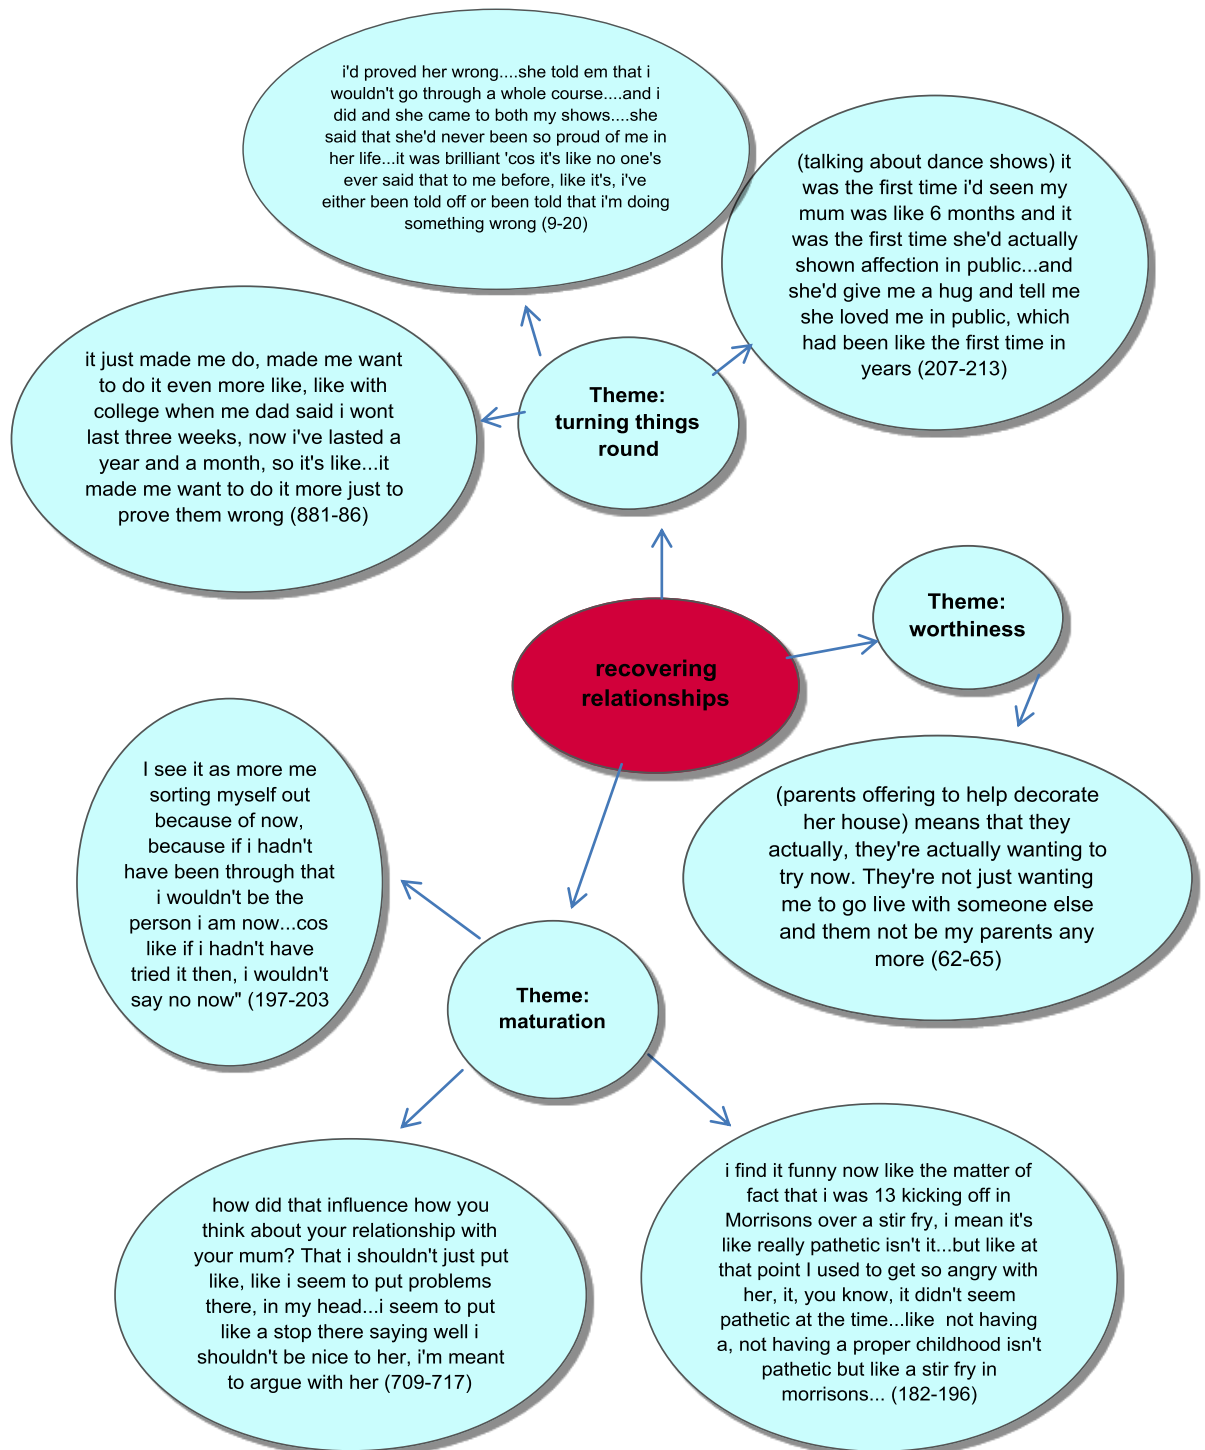 i'd proved her wrong....she told em that i
wouldn't go through a whole course....and i
did and she came to both my shows....she
said that she'd never been so proud of me in
her life...it was brilliant 'cos it's like no one's
ever said that to me before, like it's, i've
either been told off or been told that i'm doing
something wrong (9-20)
(talking about dance shows) it
was the first time i'd seen my
mum was like 6 months and it
was the first time she'd actually
shown affection in public...and
she'd give me a hug and tell me
she loved me in public, which
had been like the first time in
years (207-213)
it just made me do, made me want
to do it even more like, like with
college when me dad said i wont
last three weeks, now i've lasted a
year and a month, so it's like...it
made me want to do it more just to
prove them wrong (881-86)
Theme:
turning things
round
Theme:
worthiness
recovering
relationships
(parents offering to help decorate
her house) means that they
actually, they're actually wanting to
try now. They're not just wanting
me to go live with someone else
and them not be my parents any
more (62-65)
I see it as more me
sorting myself out
because of now,
because if i hadn't
have been through that
i wouldn't be the
person i am now...cos
like if i hadn't have
tried it then, i wouldn't
say no now" (197-203
Theme:
maturation
how did that influence how you
think about your relationship with
your mum? That i shouldn't just put
like, like i seem to put problems
there, in my head...i seem to put
like a stop there saying well i
shouldn't be nice to her, i'm meant
to argue with her (709-717)
i find it funny now like the matter of
fact that i was 13 kicking off in
Morrisons over a stir fry, i mean it's
like really pathetic isn't it...but like at
that point I used to get so angry with
her, it, you know, it didn't seem
pathetic at the time...like  not having
a, not having a proper childhood isn't
pathetic but like a stir fry in
morrisons... (182-196)